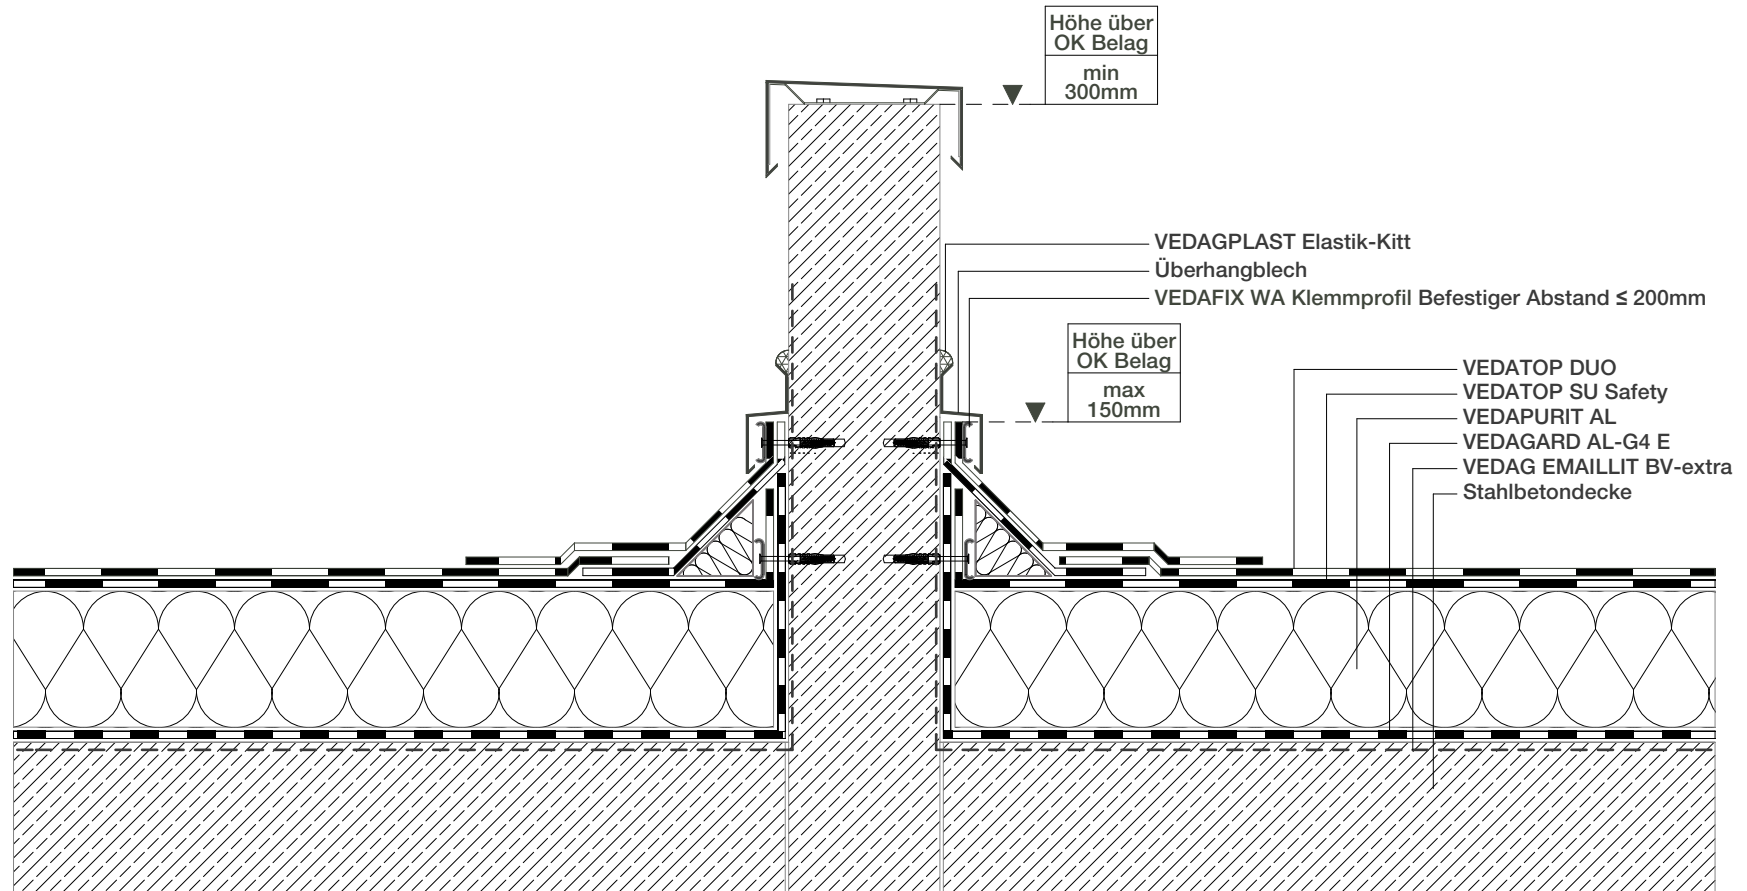 Höhe über
OK Belag
min
300mm
VEDAGPLAST Elastik-Kitt
Überhangblech
VEDAFIX WA Klemmprofil Befestiger Abstand ≤ 200mm
Höhe über
OK Belag
max
150mm
VEDATOP DUO
VEDATOP SU Safety
VEDAPURIT AL
VEDAGARD AL-G4 E
VEDAG EMAILLIT BV-extra
Stahlbetondecke